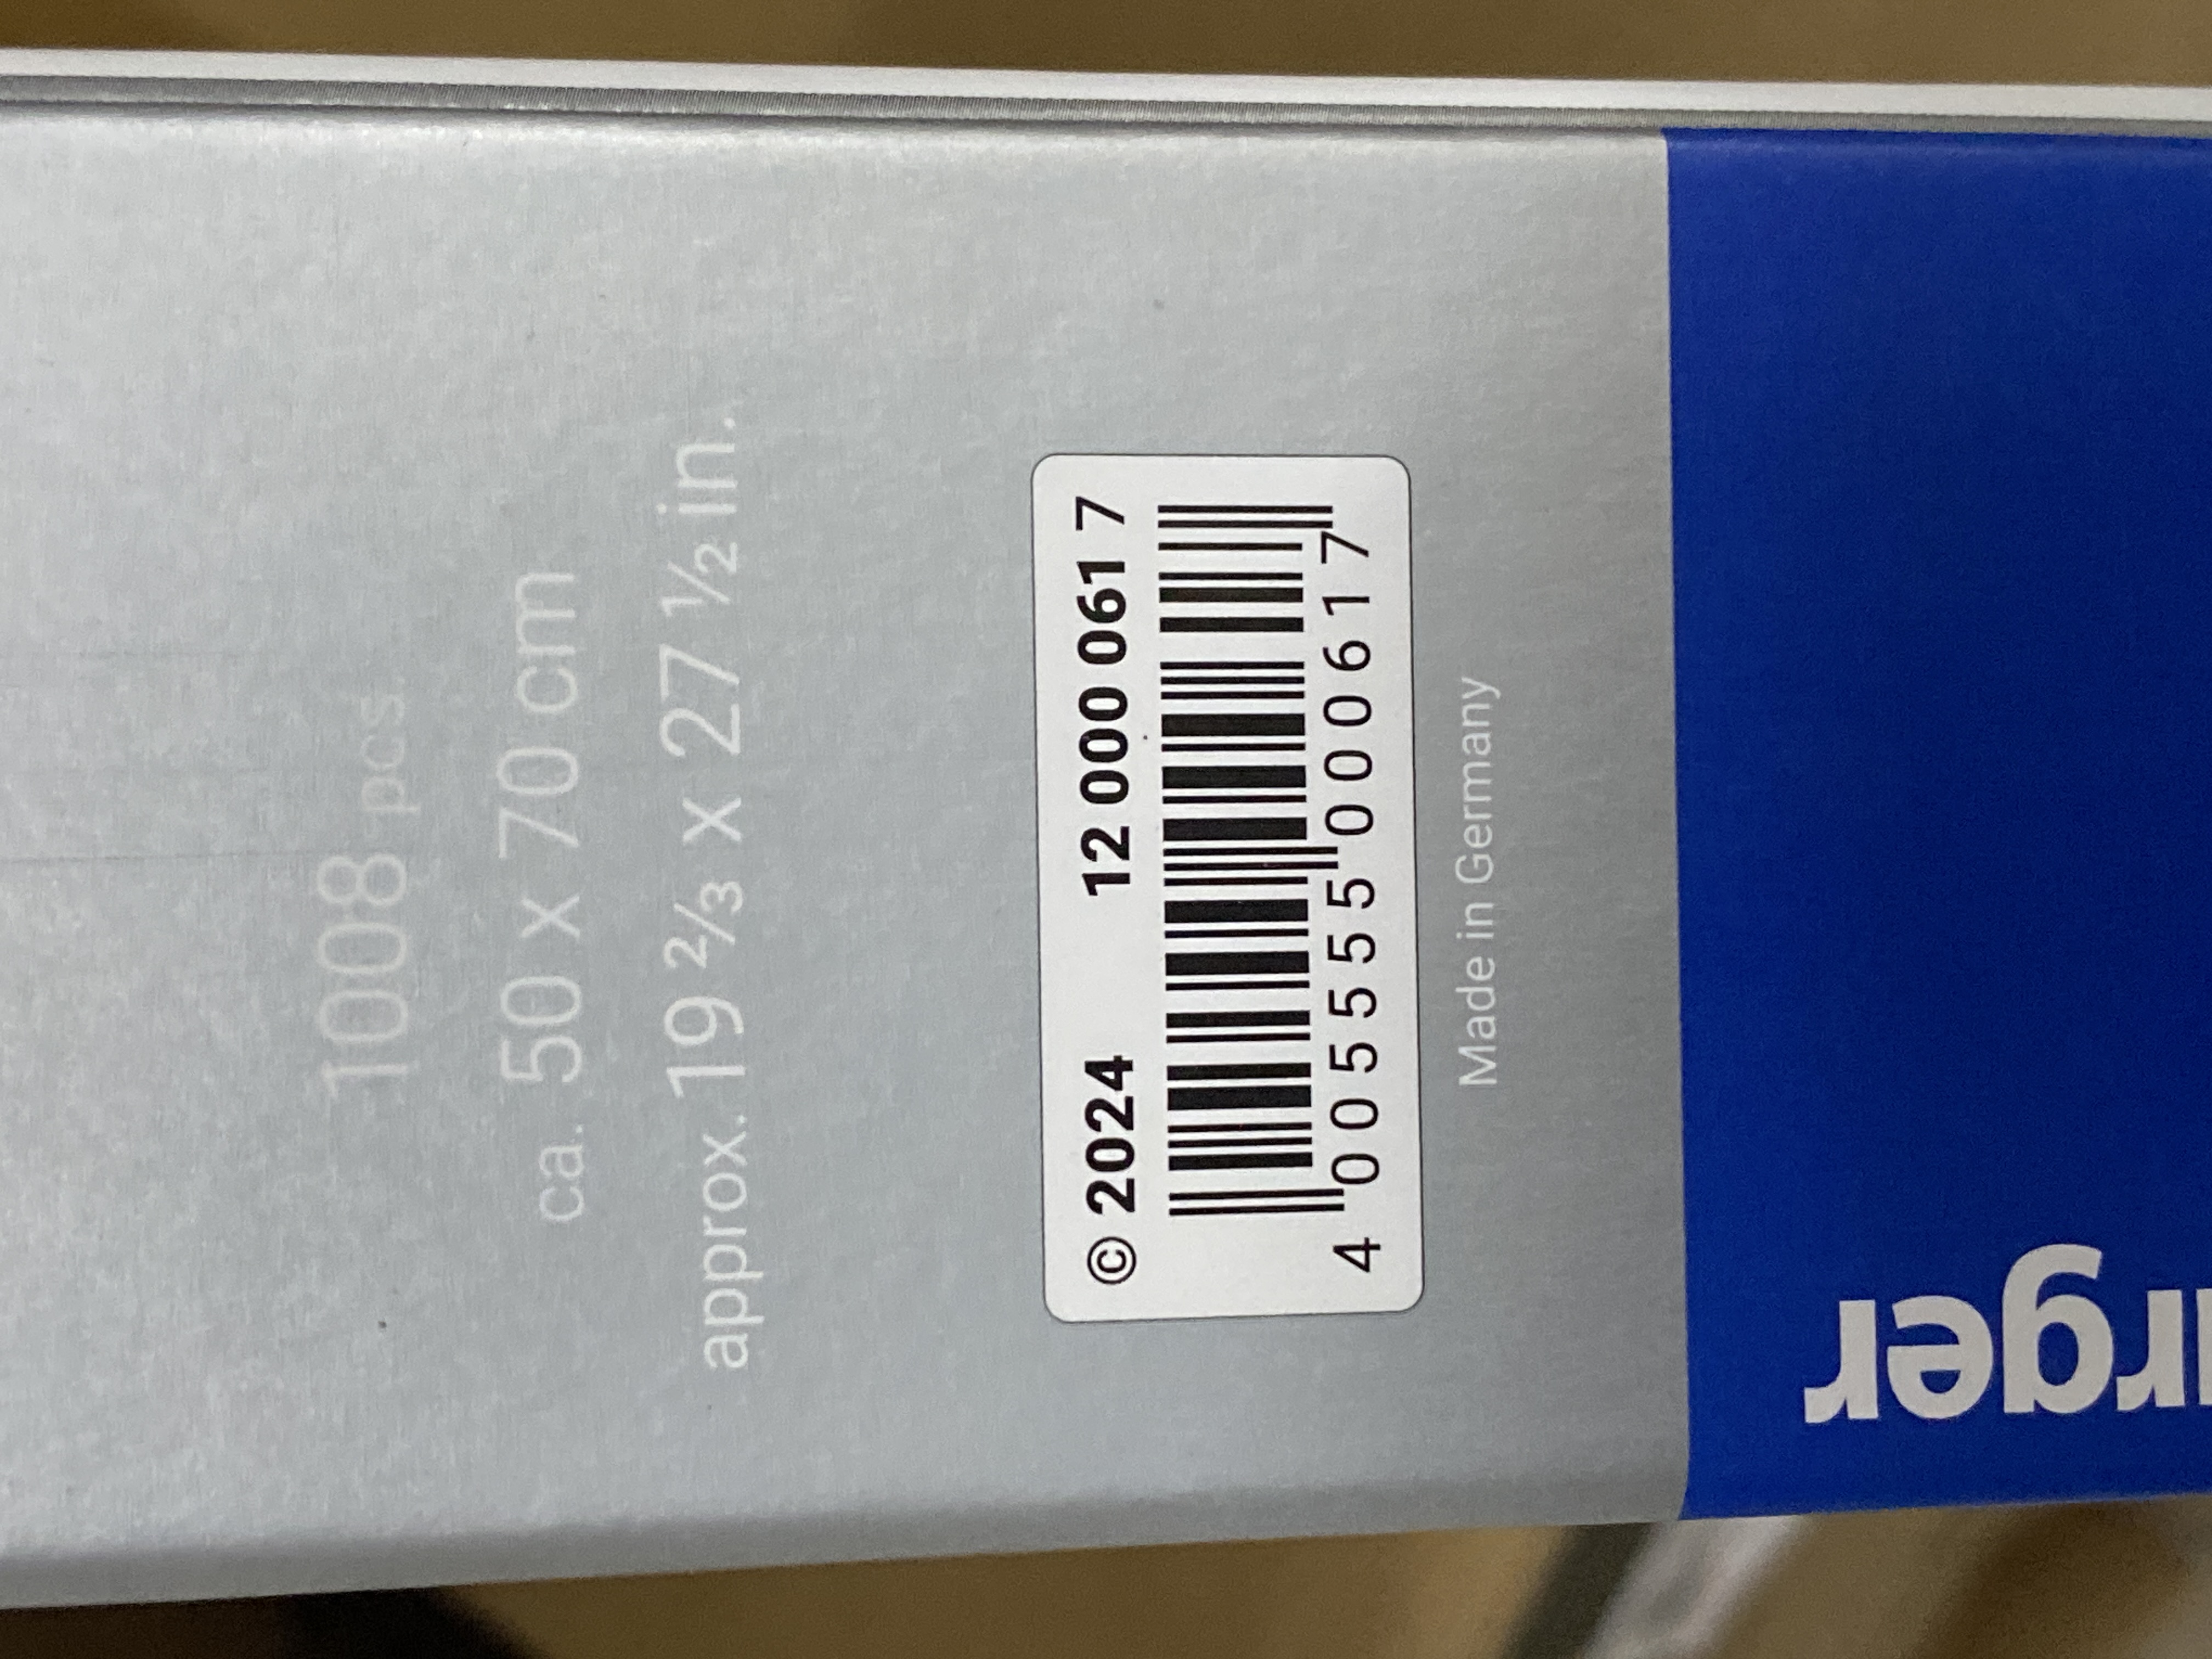 1008 pcs.
ca. 50 x 70 cm
approx. 19 ⅔ x 27 ½ in.
© 2024 12 000 061 7
4 005555 000617
Made in Germany